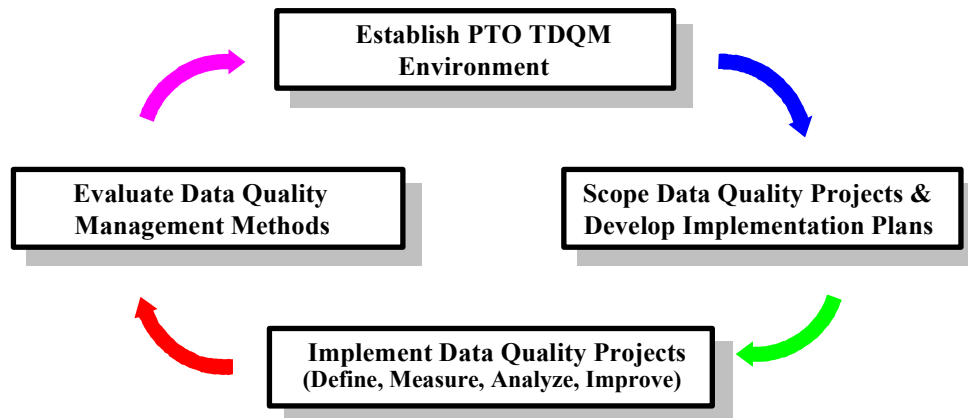 Establish PTO TDQM
Environment
Evaluate Data Quality
Management Methods
Scope Data Quality Projects &
Develop Implementation Plans
Implement Data Quality Projects
(Define, Measure, Analyze, Improve)